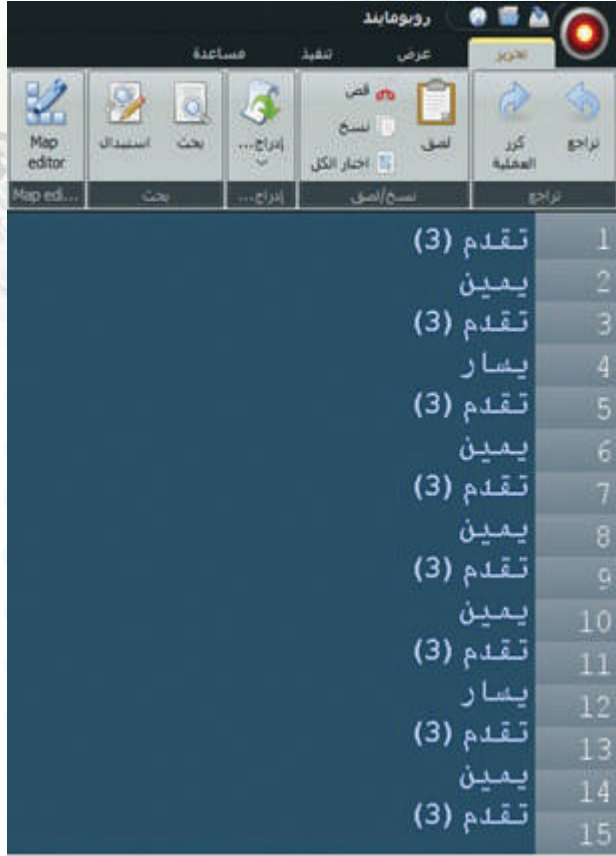 روبومايند
تحرير عرض تنفيذ مساعدة
تراجع كرر العملية لصق قص نسخ اختار الكل إدراج... بحث استبدال Map editor
تراجع نسخ/لصق إدراج... بحث Map edi...
1 تقدم (3)
2 يمين
3 تقدم (3)
4 يسار
5 تقدم (3)
6 يمين
7 تقدم (3)
8 يمين
9 تقدم (3)
10 يمين
11 تقدم (3)
12 يسار
13 تقدم (3)
14 يمين
15 تقدم (3)